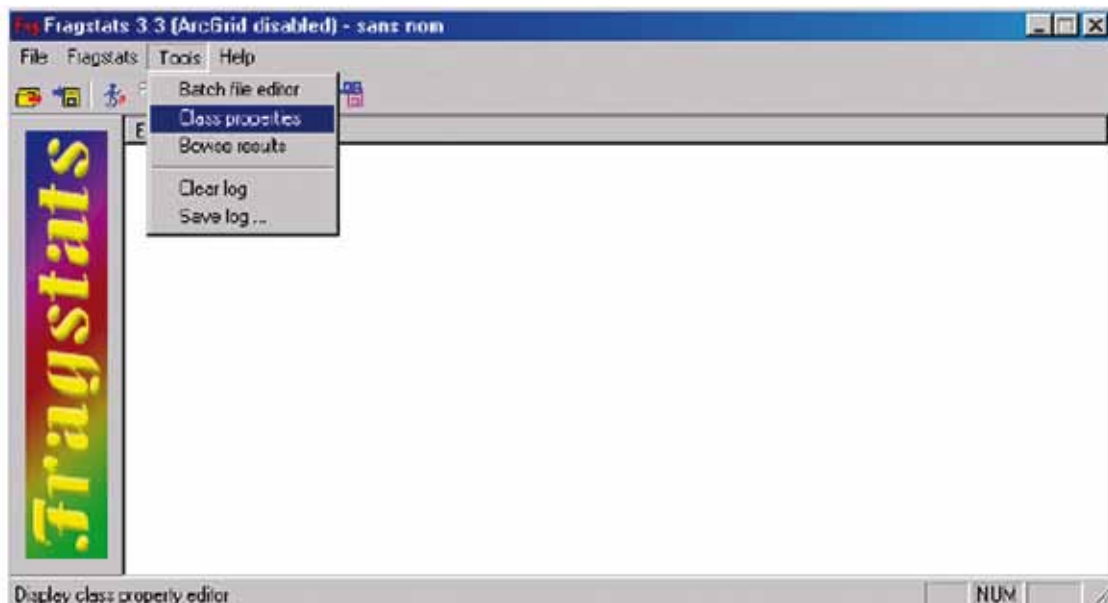 Fragstats 3.3 (ArcGrid disabled) - sans nom
File Fragstats Tools Help
Batch file editor
Class properties
Browse results
Clear log
Save log ...
.fragstats
Display class property editor
NUM